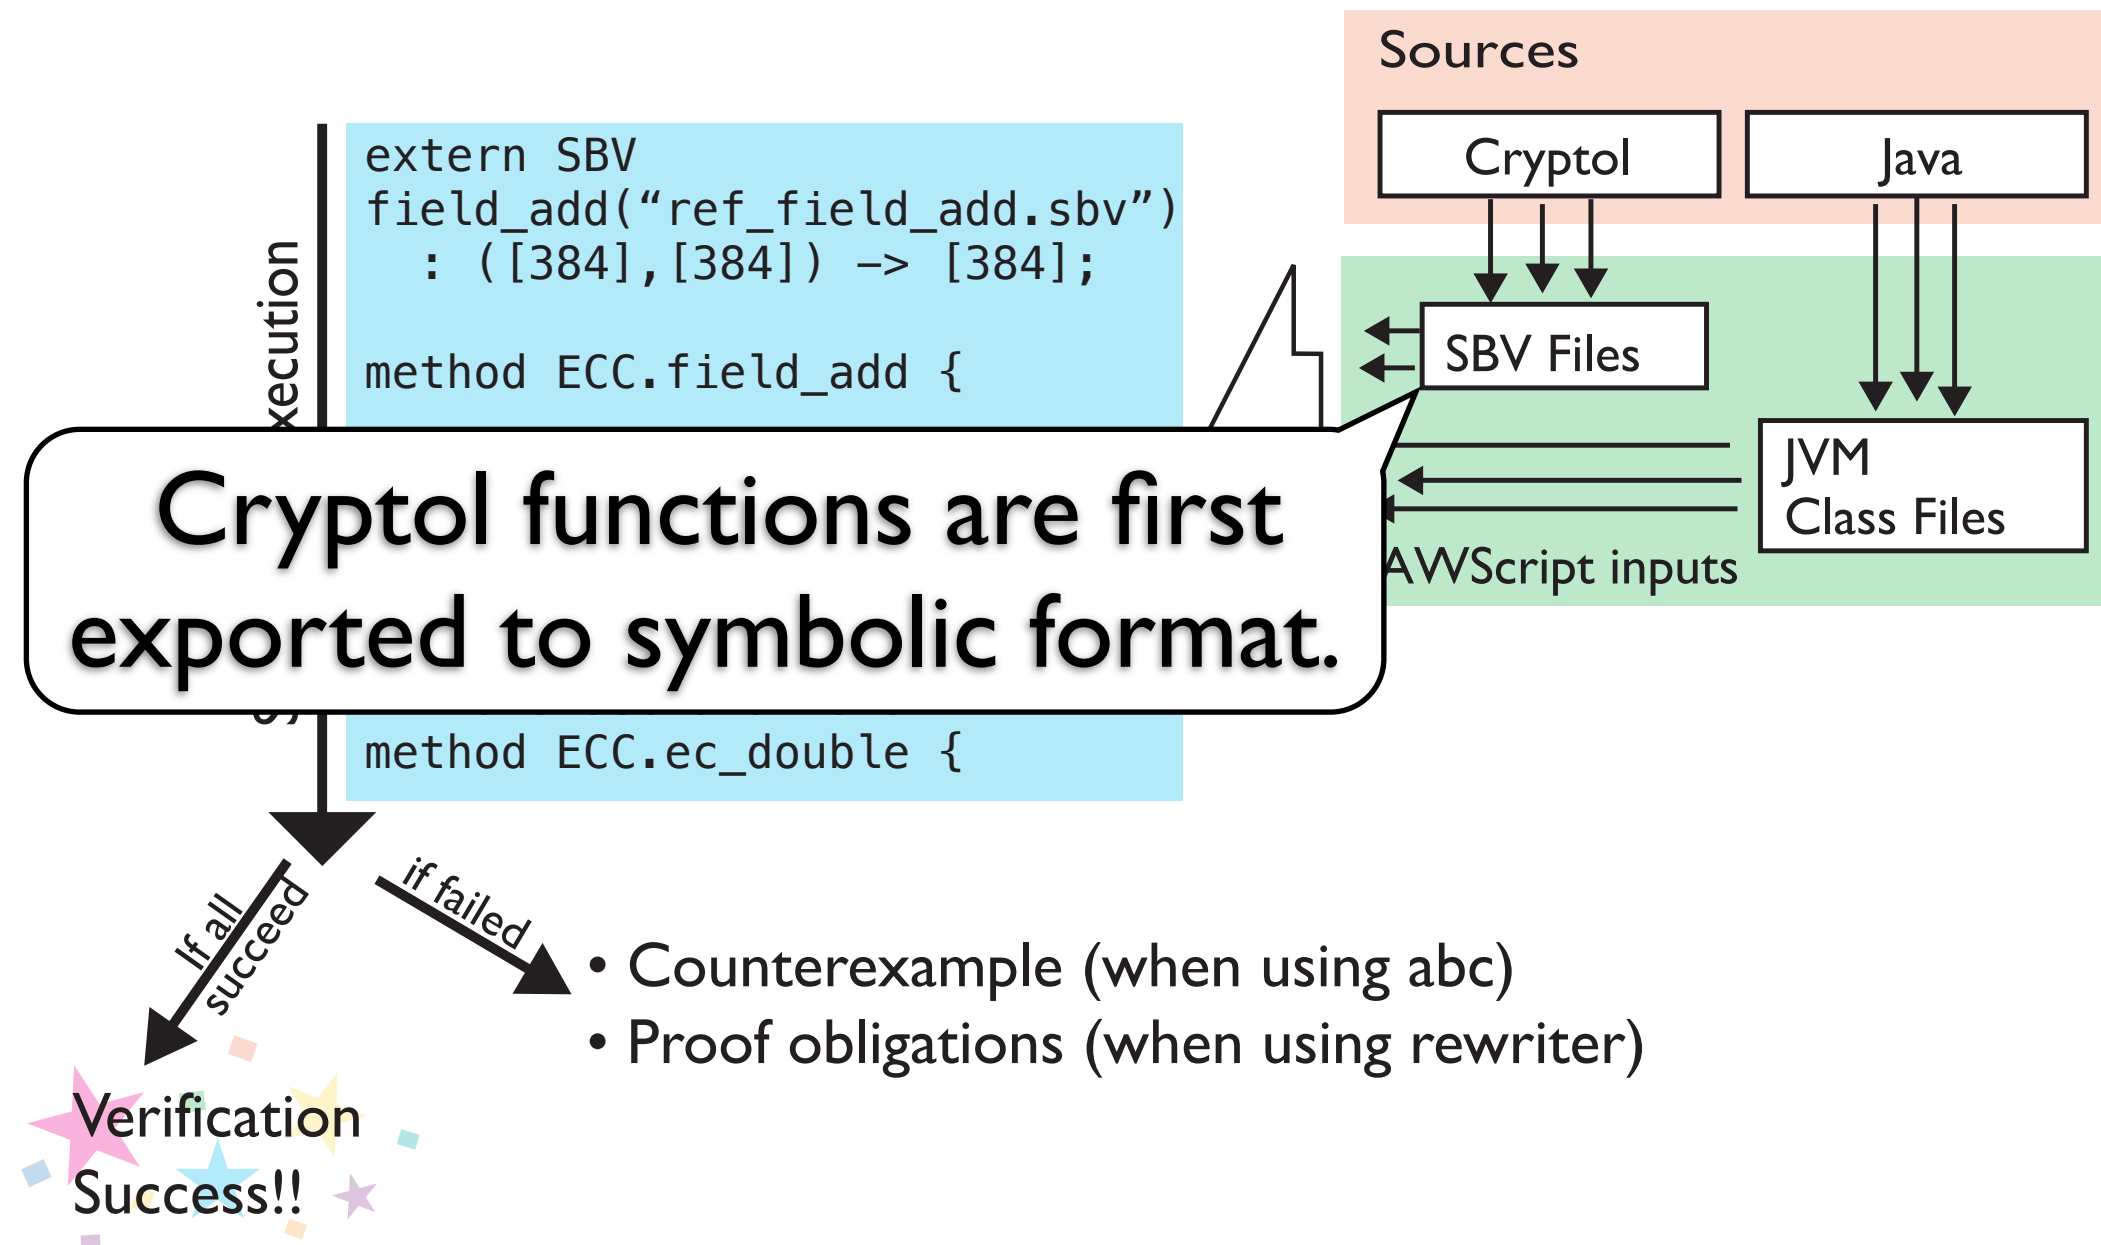 Sources
Cryptol
Java
extern SBV
field_add(“ref_field_add.sbv”)
: ([384],[384]) –> [384];
method ECC.field_add {
SBV Files
JVM
Class Files
AWScript inputs
Cryptol functions are first
exported to symbolic format.
method ECC.ec_double {
If all
succeed
if failed
• Counterexample (when using abc)
• Proof obligations (when using rewriter)
Verification
Success!!